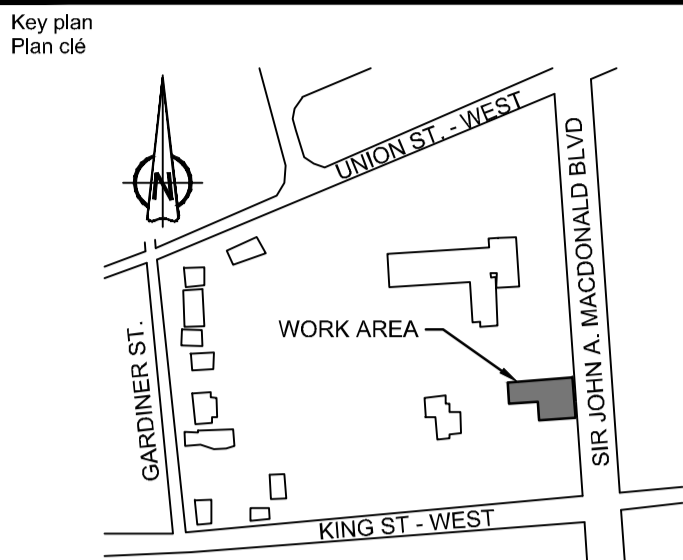 Key plan
Plan clé
N
UNION ST. - WEST
SIR JOHN A. MACDONALD BLVD
WORK AREA
GARDINER ST.
KING ST - WEST